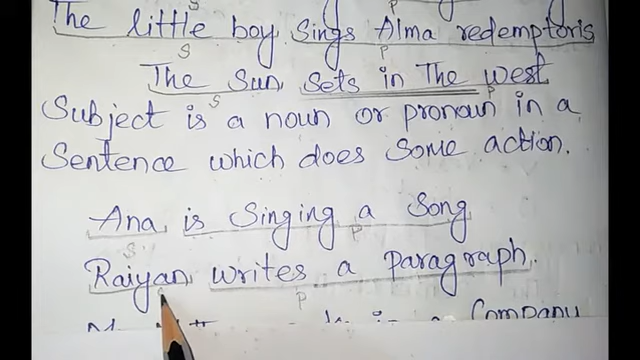 The little boy Sings Alma redemptoris
S P
The Sun Sets in The west
S P
Subject is a noun or pronoun in a
Sentence which does Some action.
Ana is Singing a Song
S P
Raiyan writes a paragraph.
S P
Company